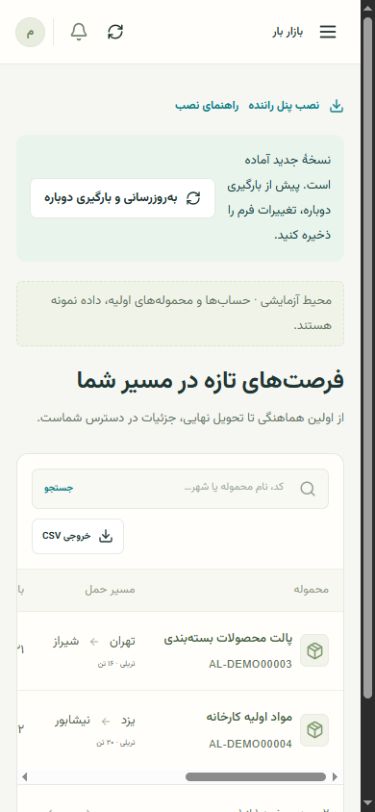 بازار بار
م
نصب پنل راننده راهنمای نصب
نسخهٔ جدید آماده
است. پیش از بارگیری
دوباره، تغییرات فرم را
ذخیره کنید.
به‌روزرسانی و بارگیری دوباره
محیط آزمایشی · حساب‌ها و محموله‌های اولیه، داده نمونه
هستند.
فرصت‌های تازه در مسیر شما
از اولین هماهنگی تا تحویل نهایی، جزئیات در دسترس شماست.
کد، نام محموله یا شهر...
جستجو
خروجی CSV
محموله مسیر حمل
پالت محصولات بسته‌بندی
تهران ← شیراز
AL-DEMO00003
تریلی · ۱۶ تن
مواد اولیه کارخانه
یزد ← نیشابور
AL-DEMO00004
تریلی · ۲۰ تن